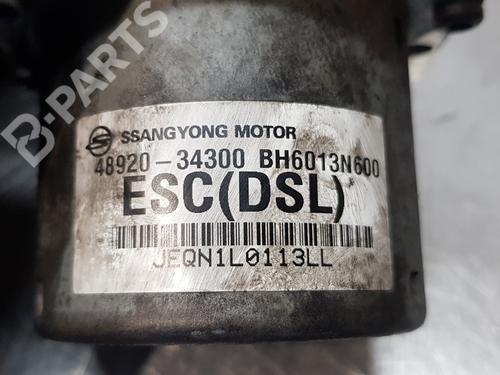 B-PARTS
SSANGYONG MOTOR
48920-34300 BH6013N600
ESC(DSL)
JEQN1L0113LL